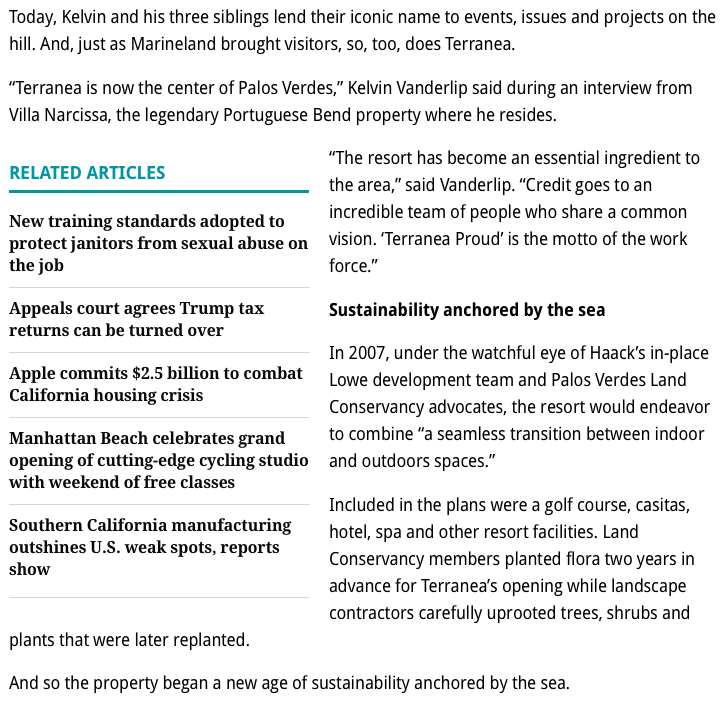 Today, Kelvin and his three siblings lend their iconic name to events, issues and projects on the
hill. And, just as Marineland brought visitors, so, too, does Terranea.
“Terranea is now the center of Palos Verdes,” Kelvin Vanderlip said during an interview from
Villa Narcissa, the legendary Portuguese Bend property where he resides.
RELATED ARTICLES
New training standards adopted to
protect janitors from sexual abuse on
the job
Appeals court agrees Trump tax
returns can be turned over
Apple commits $2.5 billion to combat
California housing crisis
Manhattan Beach celebrates grand
opening of cutting-edge cycling studio
with weekend of free classes
Southern California manufacturing
outshines U.S. weak spots, reports
show
“The resort has become an essential ingredient to
the area,” said Vanderlip. “Credit goes to an
incredible team of people who share a common
vision. ‘Terranea Proud’ is the motto of the work
force.”
Sustainability anchored by the sea
In 2007, under the watchful eye of Haack’s in-place
Lowe development team and Palos Verdes Land
Conservancy advocates, the resort would endeavor
to combine “a seamless transition between indoor
and outdoors spaces.”
Included in the plans were a golf course, casitas,
hotel, spa and other resort facilities. Land
Conservancy members planted flora two years in
advance for Terranea’s opening while landscape
contractors carefully uprooted trees, shrubs and
plants that were later replanted.
And so the property began a new age of sustainability anchored by the sea.